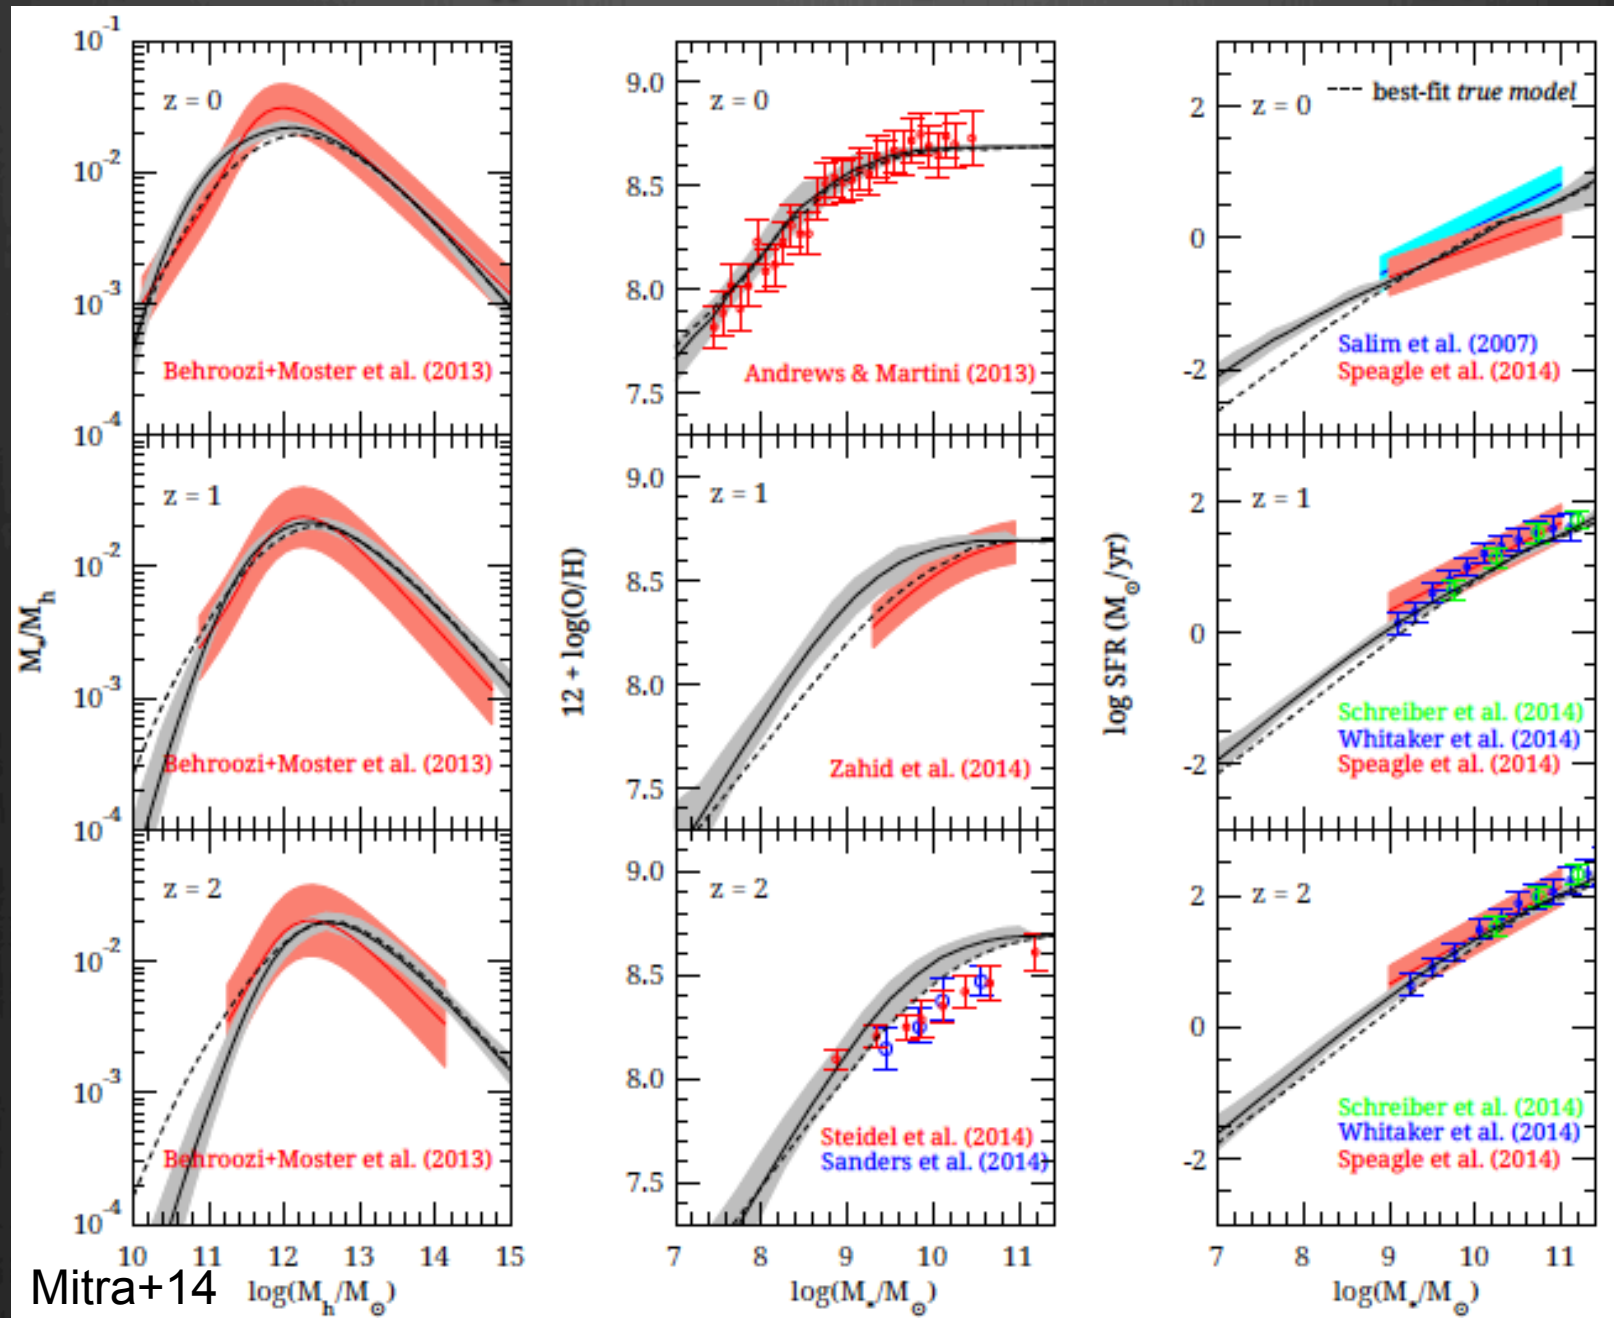 10⁻¹
z = 0
10⁻²
10⁻³
Behroozi+Moster et al. (2013)
10⁻⁴
z = 1
10⁻²
10⁻³
Behroozi+Moster et al. (2013)
10⁻⁴
z = 2
10⁻²
10⁻³
Behroozi+Moster et al. (2013)
10⁻⁴
10 11 12 13 14 15
M*/Mh
log(Mh/M⊙)
9.0
z = 0
8.5
8.0
Andrews & Martini (2013)
7.5
9.0
z = 1
8.5
8.0
Zahid et al. (2014)
7.5
9.0
z = 2
8.5
8.0
Steidel et al. (2014)
Sanders et al. (2014)
7.5
7 8 9 10 11
12 + log(O/H)
log(M*/M⊙)
2
z = 0
best-fit true model
0
Salim et al. (2007)
Speagle et al. (2014)
-2
2
z = 1
0
Schreiber et al. (2014)
Whitaker et al. (2014)
Speagle et al. (2014)
-2
2
z = 2
0
Schreiber et al. (2014)
Whitaker et al. (2014)
Speagle et al. (2014)
-2
7 8 9 10 11
log SFR (M⊙/yr)
log(M*/M⊙)
Mitra+14